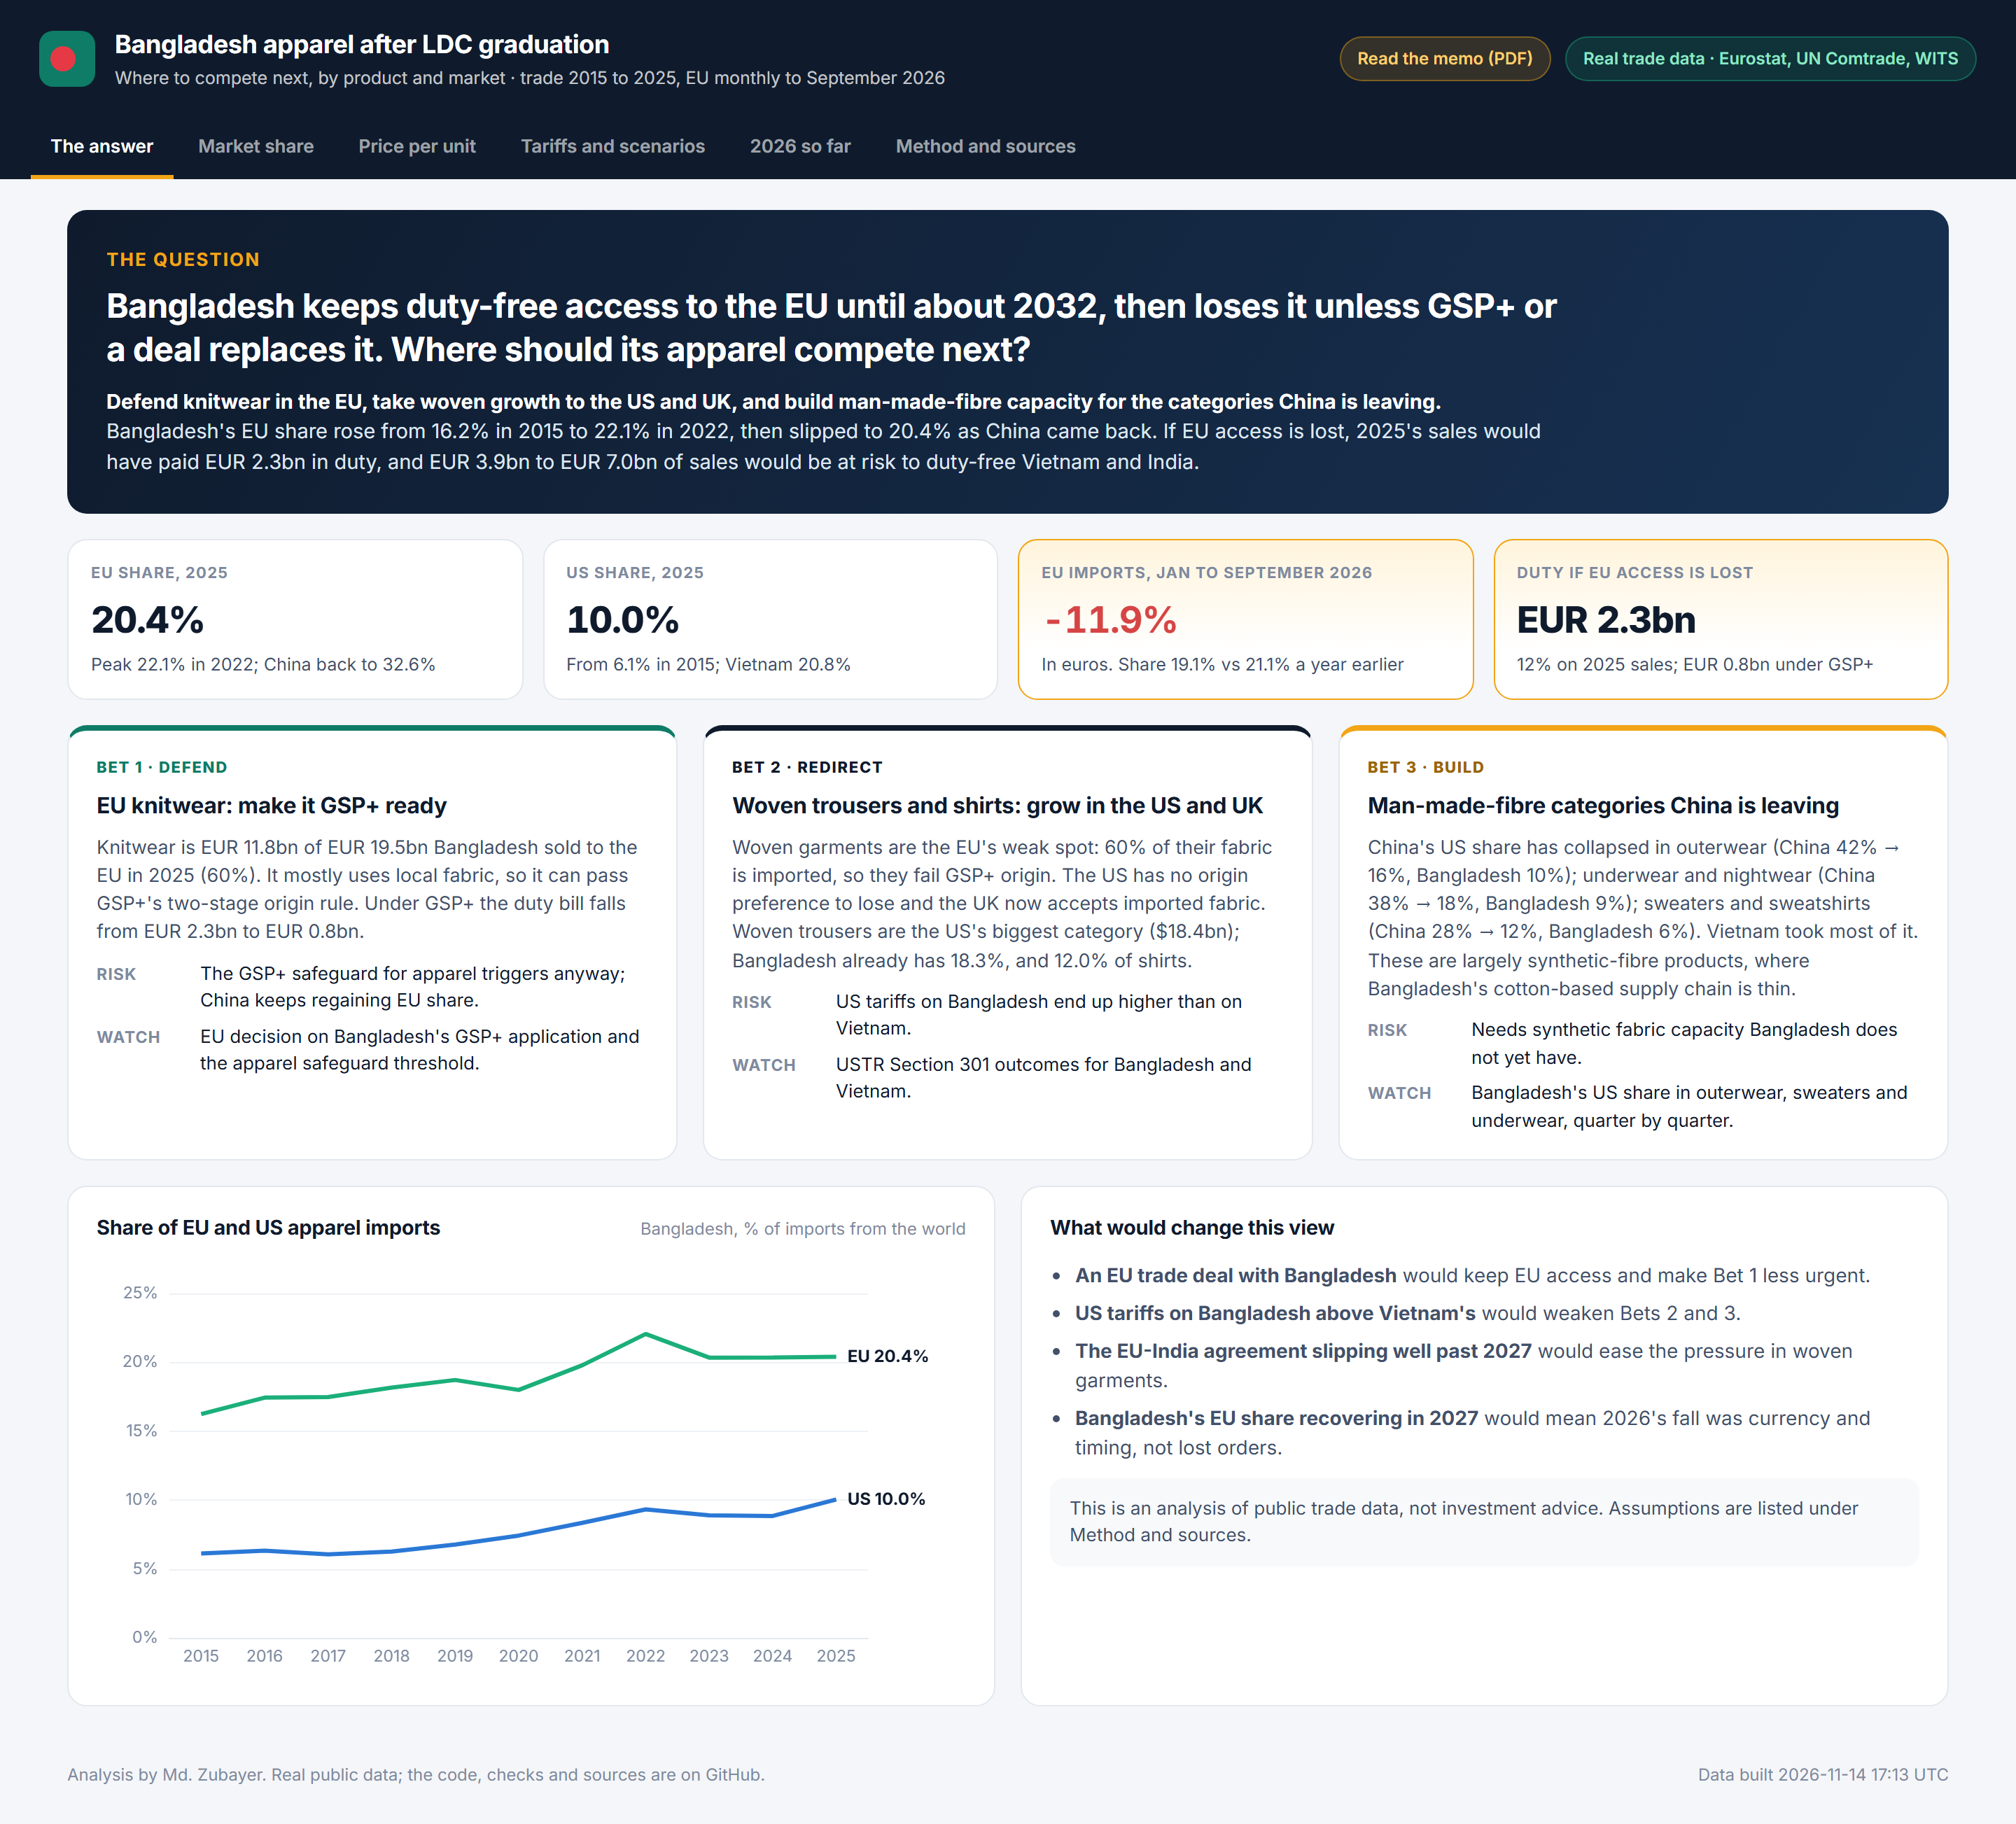 Bangladesh apparel after LDC graduation
Where to compete next, by product and market · trade 2015 to 2025, EU monthly to September 2026
Read the memo (PDF)
Real trade data · Eurostat, UN Comtrade, WITS
The answer
Market share
Price per unit
Tariffs and scenarios
2026 so far
Method and sources
THE QUESTION
Bangladesh keeps duty-free access to the EU until about 2032, then loses it unless GSP+ or
a deal replaces it. Where should its apparel compete next?
Defend knitwear in the EU, take woven growth to the US and UK, and build man-made-fibre capacity for the categories China is leaving.
Bangladesh's EU share rose from 16.2% in 2015 to 22.1% in 2022, then slipped to 20.4% as China came back. If EU access is lost, 2025's sales would
have paid EUR 2.3bn in duty, and EUR 3.9bn to EUR 7.0bn of sales would be at risk to duty-free Vietnam and India.
EU SHARE, 2025
20.4%
Peak 22.1% in 2022; China back to 32.6%
US SHARE, 2025
10.0%
From 6.1% in 2015; Vietnam 20.8%
EU IMPORTS, JAN TO SEPTEMBER 2026
-11.9%
In euros. Share 19.1% vs 21.1% a year earlier
DUTY IF EU ACCESS IS LOST
EUR 2.3bn
12% on 2025 sales; EUR 0.8bn under GSP+
BET 1 · DEFEND
EU knitwear: make it GSP+ ready
Knitwear is EUR 11.8bn of EUR 19.5bn Bangladesh sold to the
EU in 2025 (60%). It mostly uses local fabric, so it can pass
GSP+'s two-stage origin rule. Under GSP+ the duty bill falls
from EUR 2.3bn to EUR 0.8bn.
RISK
The GSP+ safeguard for apparel triggers anyway;
China keeps regaining EU share.
WATCH
EU decision on Bangladesh's GSP+ application and
the apparel safeguard threshold.
BET 2 · REDIRECT
Woven trousers and shirts: grow in the US and UK
Woven garments are the EU's weak spot: 60% of their fabric
is imported, so they fail GSP+ origin. The US has no origin
preference to lose and the UK now accepts imported fabric.
Woven trousers are the US's biggest category ($18.4bn);
Bangladesh already has 18.3%, and 12.0% of shirts.
RISK
US tariffs on Bangladesh end up higher than on
Vietnam.
WATCH
USTR Section 301 outcomes for Bangladesh and
Vietnam.
BET 3 · BUILD
Man-made-fibre categories China is leaving
China's US share has collapsed in outerwear (China 42% →
16%, Bangladesh 10%); underwear and nightwear (China
38% → 18%, Bangladesh 9%); sweaters and sweatshirts
(China 28% → 12%, Bangladesh 6%). Vietnam took most of it.
These are largely synthetic-fibre products, where
Bangladesh's cotton-based supply chain is thin.
RISK
Needs synthetic fabric capacity Bangladesh does
not yet have.
WATCH
Bangladesh's US share in outerwear, sweaters and
underwear, quarter by quarter.
Share of EU and US apparel imports
Bangladesh, % of imports from the world
25%
20%
15%
10%
5%
0%
EU 20.4%
US 10.0%
2015 2016 2017 2018 2019 2020 2021 2022 2023 2024 2025
What would change this view
• An EU trade deal with Bangladesh would keep EU access and make Bet 1 less urgent.
• US tariffs on Bangladesh above Vietnam's would weaken Bets 2 and 3.
• The EU-India agreement slipping well past 2027 would ease the pressure in woven
garments.
• Bangladesh's EU share recovering in 2027 would mean 2026's fall was currency and
timing, not lost orders.
This is an analysis of public trade data, not investment advice. Assumptions are listed under
Method and sources.
Analysis by Md. Zubayer. Real public data; the code, checks and sources are on GitHub.
Data built 2026-11-14 17:13 UTC